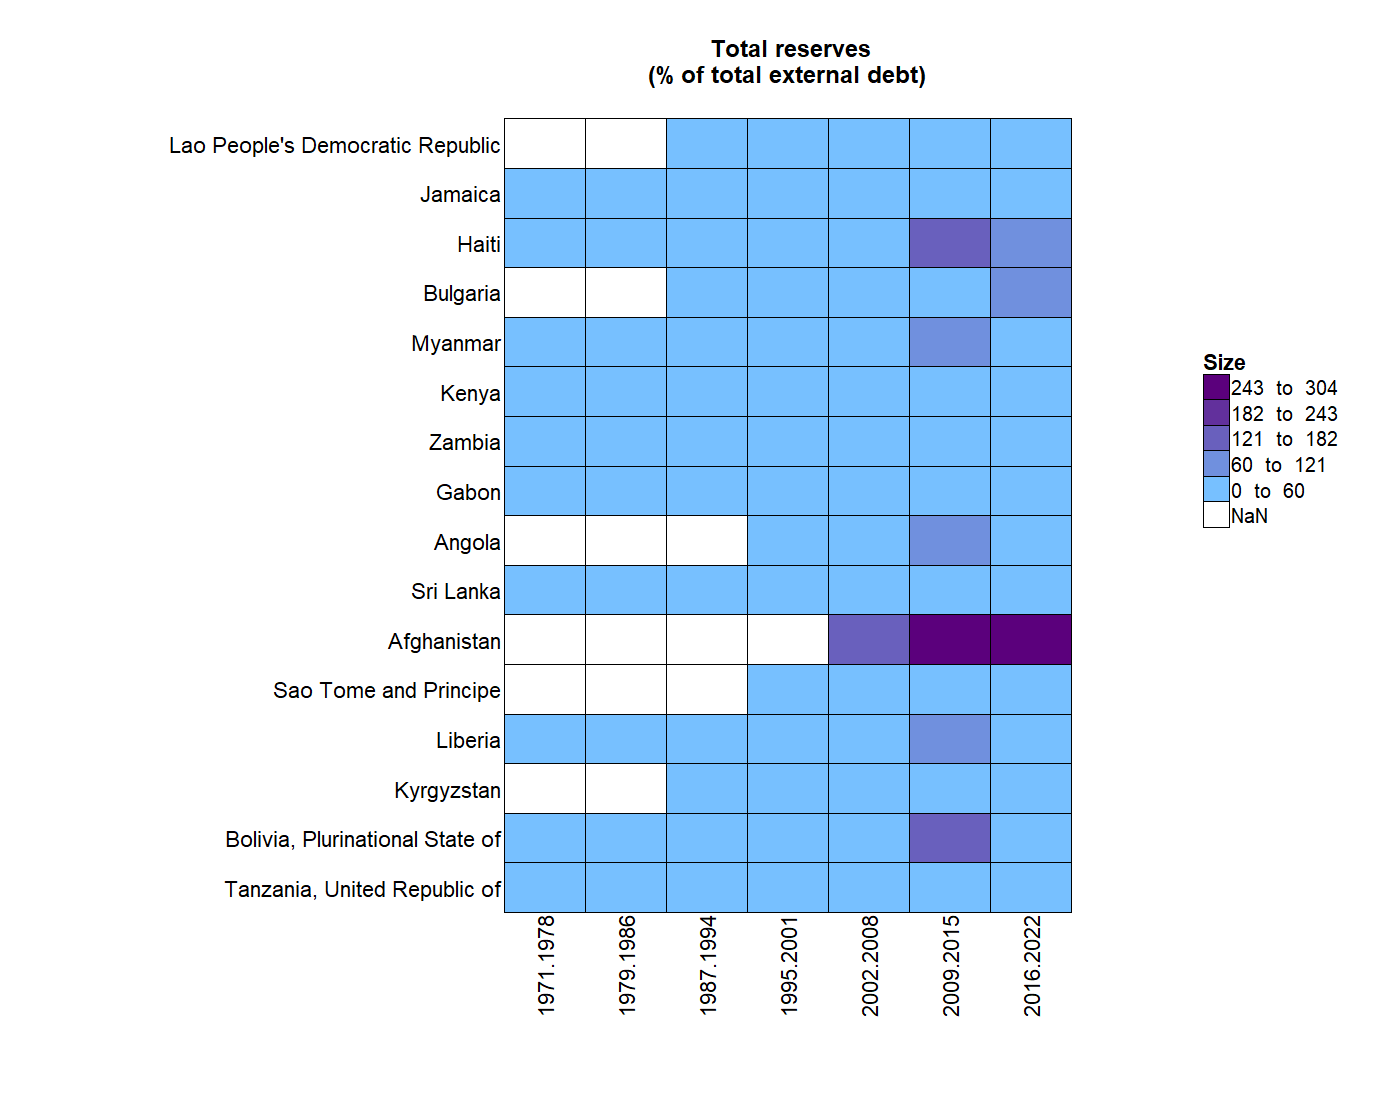 Total reserves
(% of total external debt)
Lao People's Democratic Republic
Jamaica
Haiti
Bulgaria
Myanmar
Kenya
Zambia
Gabon
Angola
Sri Lanka
Afghanistan
Sao Tome and Principe
Liberia
Kyrgyzstan
Bolivia, Plurinational State of
Tanzania, United Republic of
1971.1978
1979.1986
1987.1994
1995.2001
2002.2008
2009.2015
2016.2022
Size
243 to 304
182 to 243
121 to 182
60 to 121
0 to 60
NaN